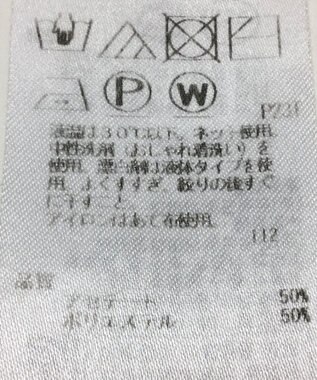 P
W
液温は30℃以下。ネット使用。
中性洗剤（おしゃれ着洗い）を
使用。漂白剤は液体タイプを使
用。よくすすぎ、絞りの後すぐ
に干すこと。
アイロンはあて布使用。
112
品質
アセテート 50%
ポリエステル 50%